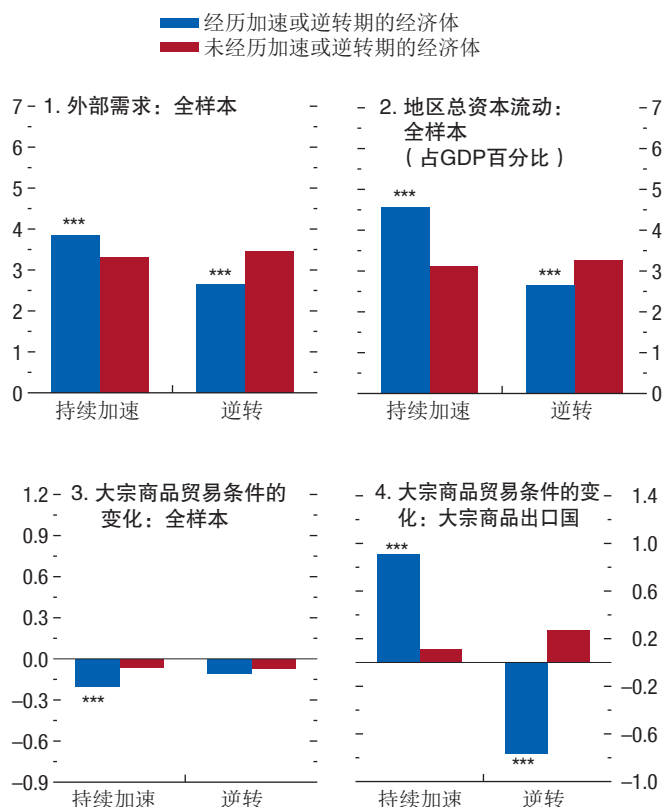 经历加速或逆转期的经济体
未经历加速或逆转期的经济体
7
6
5
4
3
2
1
0
1. 外部需求：全样本
***
***
持续加速
逆转
2. 地区总资本流动：
全样本
（占GDP百分比）
***
***
7
6
5
4
3
2
1
0
持续加速
逆转
1.2
0.9
0.6
0.3
0.0
–0.3
–0.6
–0.9
3. 大宗商品贸易条件的
变化：全样本
***
持续加速
逆转
4. 大宗商品贸易条件的变
化：大宗商品出口国
***
***
1.4
1.0
0.6
0.2
–0.2
–0.6
–1.0
持续加速
逆转